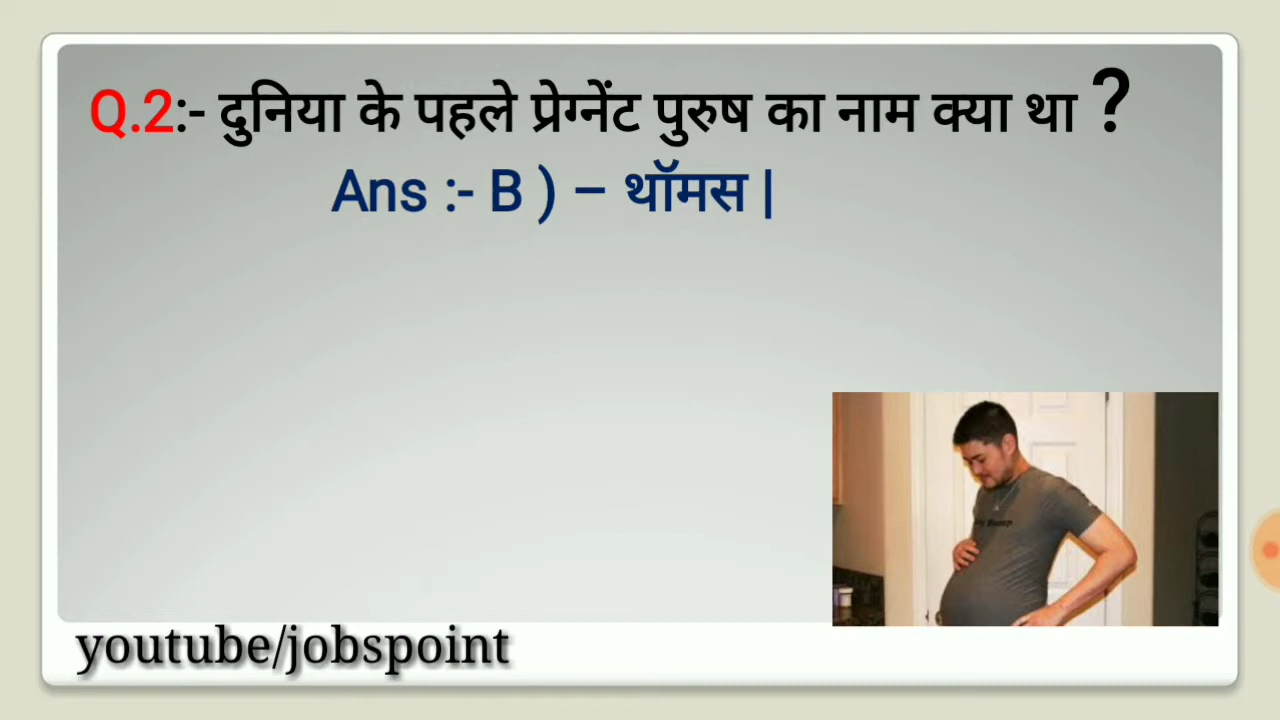 Q.2:- दुनिया के पहले प्रेग्नेंट पुरुष का नाम क्या था ?
Ans :- B ) – थॉमस |
youtube/jobspoint